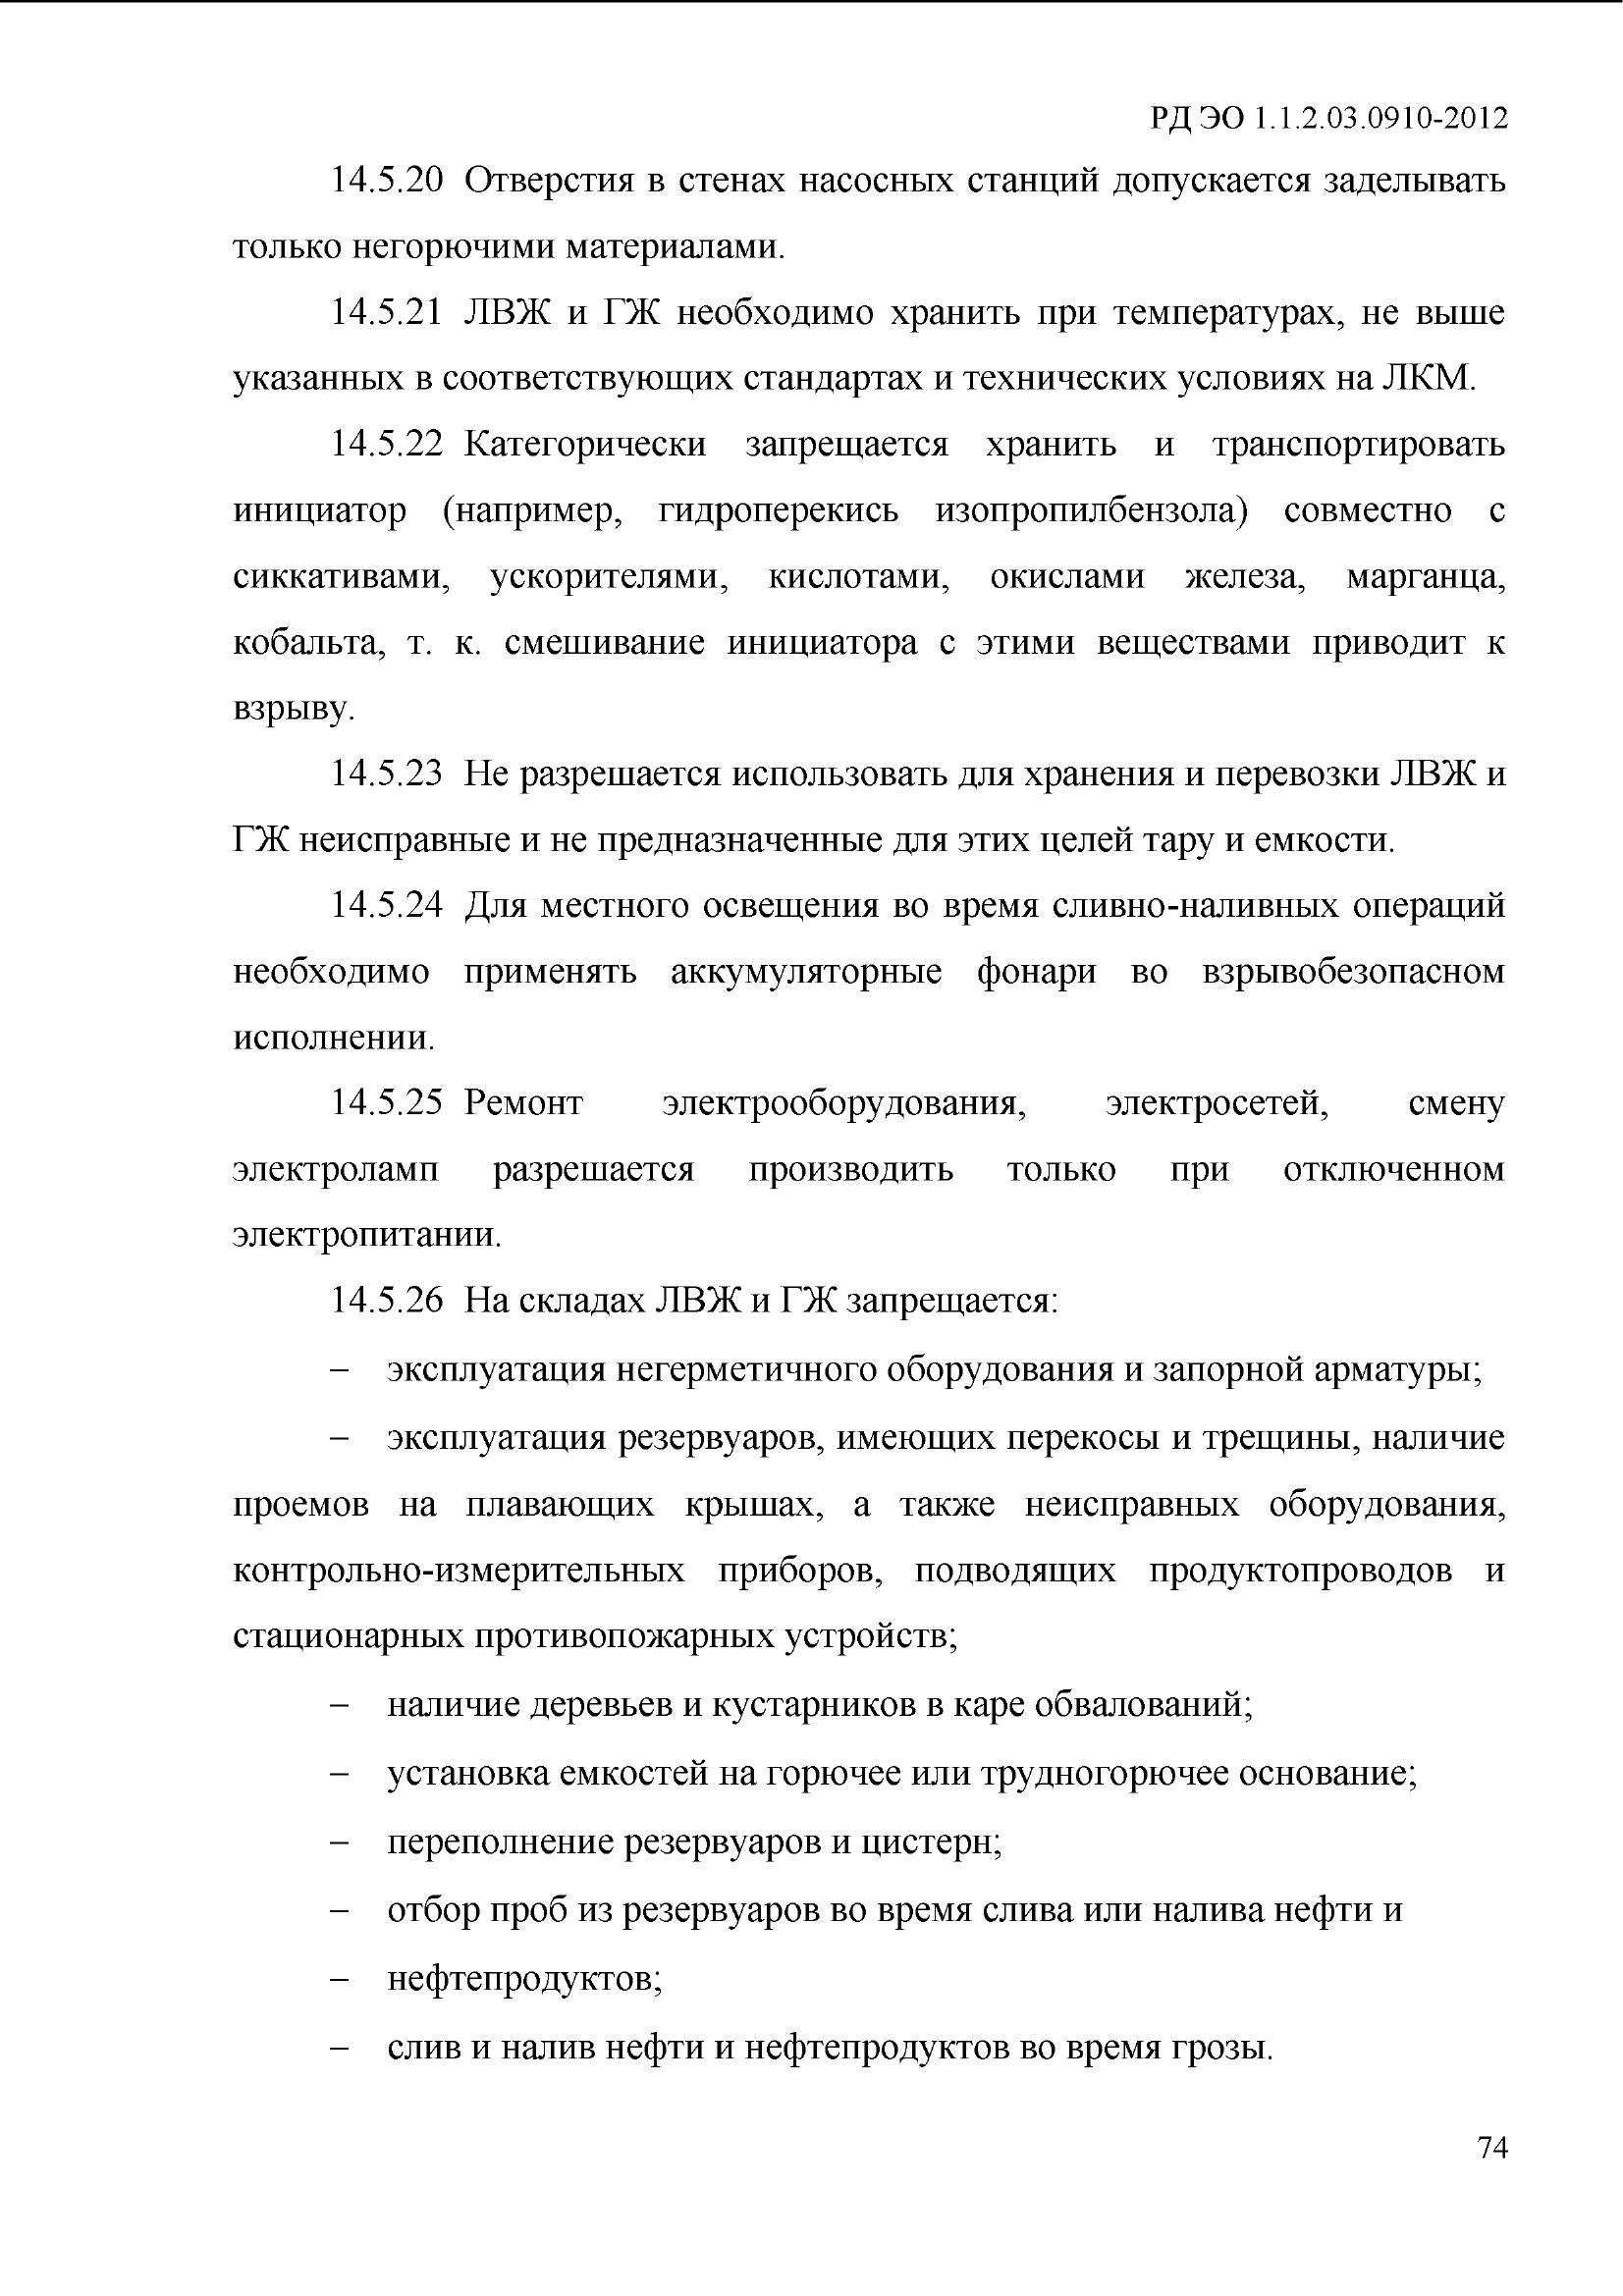 РД ЭО 1.1.2.03.0910-2012
14.5.20 Отверстия в стенах насосных станций допускается заделывать
только негорючими материалами.
14.5.21 ЛВЖ и ГЖ необходимо хранить при температурах, не выше
указанных в соответствующих стандартах и технических условиях на ЛКМ.
14.5.22 Категорически запрещается хранить и транспортировать
инициатор (например, гидроперекись изопропилбензола) совместно с
сиккативами, ускорителями, кислотами, окислами железа, марганца,
кобальта, т. к. смешивание инициатора с этими веществами приводит к
взрыву.
14.5.23 Не разрешается использовать для хранения и перевозки ЛВЖ и
ГЖ неисправные и не предназначенные для этих целей тару и емкости.
14.5.24 Для местного освещения во время сливно-наливных операций
необходимо применять аккумуляторные фонари во взрывобезопасном
исполнении.
14.5.25 Ремонт электрооборудования, электросетей, смену
электроламп разрешается производить только при отключенном
электропитании.
14.5.26 На складах ЛВЖ и ГЖ запрещается:
– эксплуатация негерметичного оборудования и запорной арматуры;
– эксплуатация резервуаров, имеющих перекосы и трещины, наличие
проемов на плавающих крышах, а также неисправных оборудования,
контрольно-измерительных приборов, подводящих продуктопроводов и
стационарных противопожарных устройств;
– наличие деревьев и кустарников в каре обвалований;
– установка емкостей на горючее или трудногорючее основание;
– переполнение резервуаров и цистерн;
– отбор проб из резервуаров во время слива или налива нефти и
– нефтепродуктов;
– слив и налив нефти и нефтепродуктов во время грозы.
74